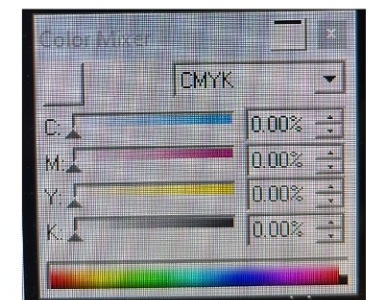 Color Mixer
CMYK
C: 0.00%
M: 0.00%
Y: 0.00%
K: 0.00%